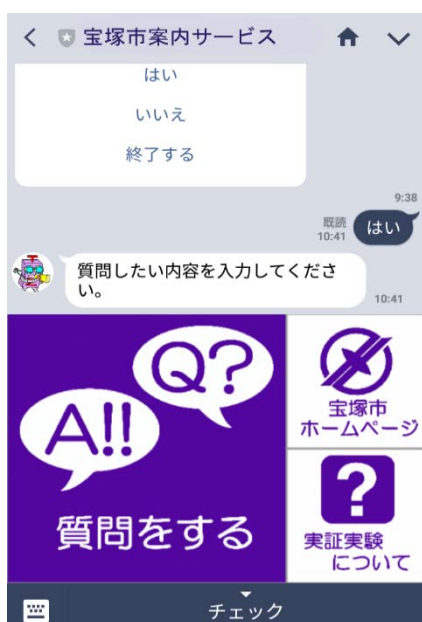 宝塚市案内サービス
はい
いいえ
終了する
9:38
既読
10:41
はい
質問したい内容を入力してくださ
い。
10:41
Q?
A!!
質問をする
宝塚市
ホームページ
?
実証実験
について
チェック